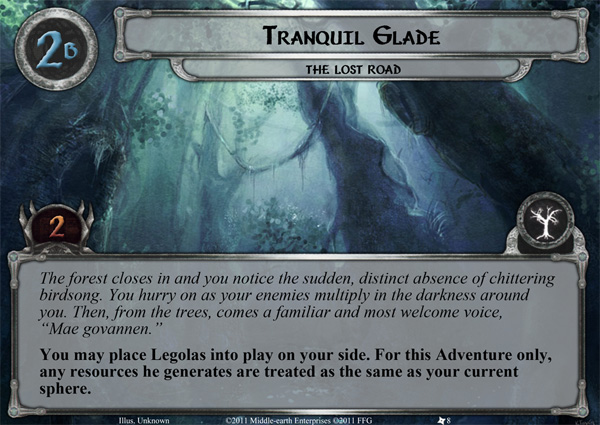 2B
TRANQUIL GLADE
THE LOST ROAD
2
The forest closes in and you notice the sudden, distinct absence of chittering
birdsong. You hurry on as your enemies multiply in the darkness around
you. Then, from the trees, comes a familiar and most welcome voice,
“Mae govannen.”
You may place Legolas into play on your side. For this Adventure only,
any resources he generates are treated as the same as your current
sphere.
Illus. Unknown ©2011 Middle-earth Enterprises ©2011 FFG 8